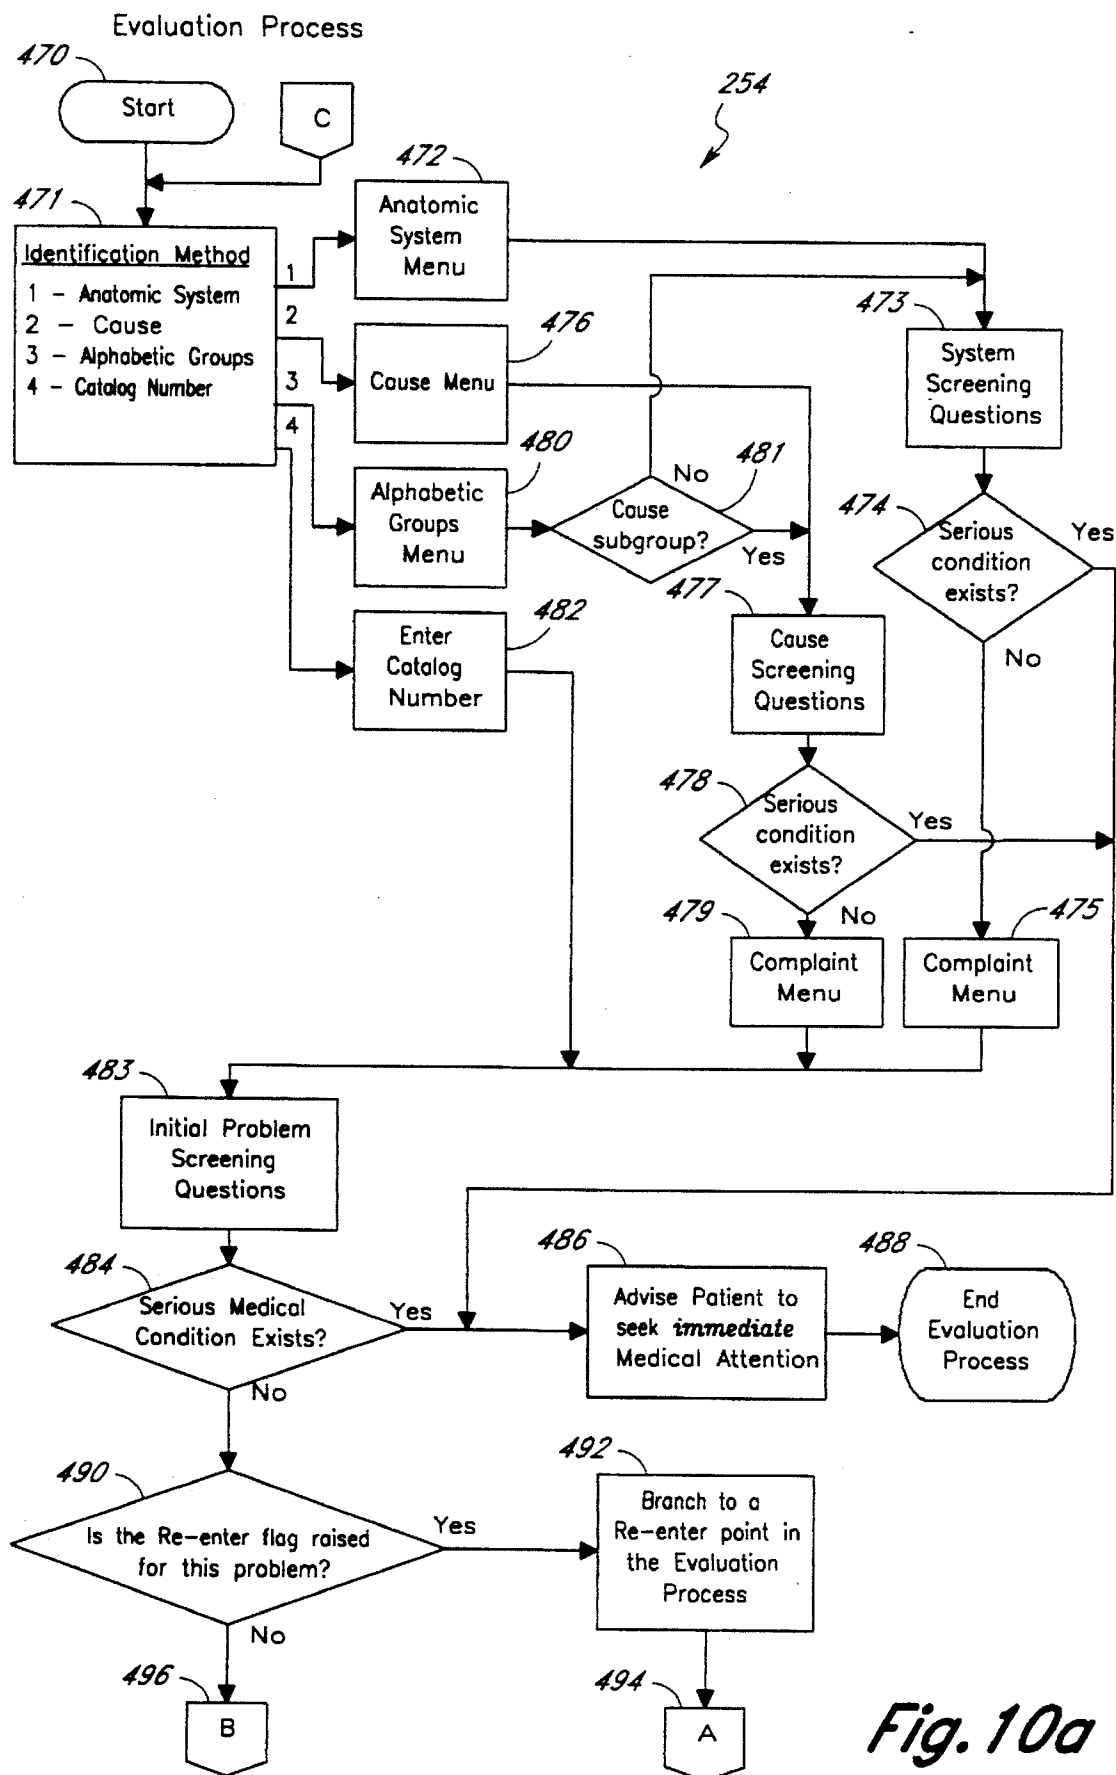 Evaluation Process
470
Start
C
254
471
Identification Method
1 - Anatomic System
2 - Cause
3 - Alphabetic Groups
4 - Catalog Number
1
2
3
4
472
Anatomic
System
Menu
476
Cause Menu
480
Alphabetic
Groups
Menu
481
Cause
subgroup?
No
Yes
482
Enter
Catalog
Number
473
System
Screening
Questions
474
Serious
condition
exists?
Yes
No
477
Cause
Screening
Questions
478
Serious
condition
exists?
Yes
No
479
Complaint
Menu
475
Complaint
Menu
483
Initial Problem
Screening
Questions
484
Serious Medical
Condition Exists?
Yes
No
486
Advise Patient to
seek immediate
Medical Attention
488
End
Evaluation
Process
490
Is the Re-enter flag raised
for this problem?
Yes
No
492
Branch to a
Re-enter point in
the Evaluation
Process
496
B
494
A
Fig. 10a